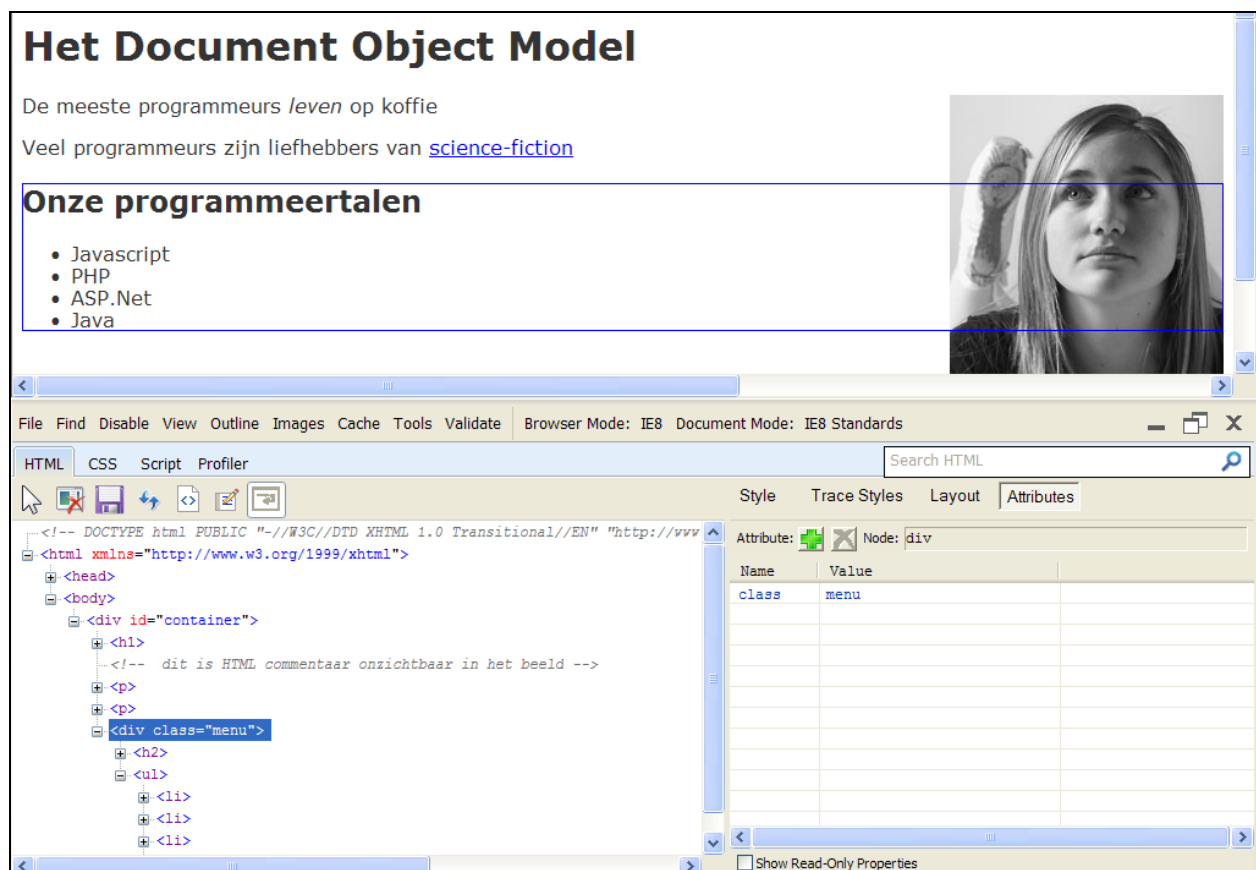 Het Document Object Model
De meeste programmeurs leven op koffie
Veel programmeurs zijn liefhebbers van science-fiction
Onze programmeertalen
• Javascript
• PHP
• ASP.Net
• Java
File Find Disable View Outline Images Cache Tools Validate Browser Mode: IE8 Document Mode: IE8 Standards
HTML CSS Script Profiler Search HTML
Style Trace Styles Layout Attributes
<!-- DOCTYPE html PUBLIC "-//W3C//DTD XHTML 1.0 Transitional//EN" "http://www
<html xmlns="http://www.w3.org/1999/xhtml">
<head>
<body>
<div id="container">
<h1>
<!-- dit is HTML commentaar onzichtbaar in het beeld -->
<p>
<p>
<div class="menu">
<h2>
<ul>
<li>
<li>
<li>
Attribute: Node: div
Name Value
class menu
Show Read-Only Properties